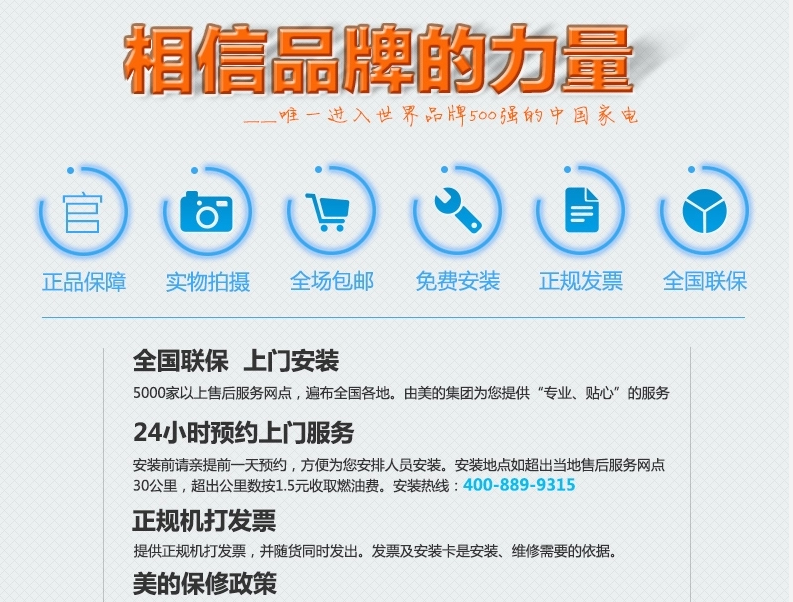 相信品牌的力量
__唯一进入世界品牌500强的中国家电
官
正品保障 实物拍摄 全场包邮 免费安装 正规发票 全国联保
全国联保 上门安装
5000家以上售后服务网点，遍布全国各地。由美的集团为您提供“专业、贴心”的服务
24小时预约上门服务
安装前请亲提前一天预约，方便为您安排人员安装。安装地点如超出当地售后服务网点
30公里，超出公里数按1.5元收取燃油费。安装热线：400-889-9315
正规机打发票
提供正规机打发票，并随货同时发出。发票及安装卡是安装、维修需要的依据。
美的保修政策